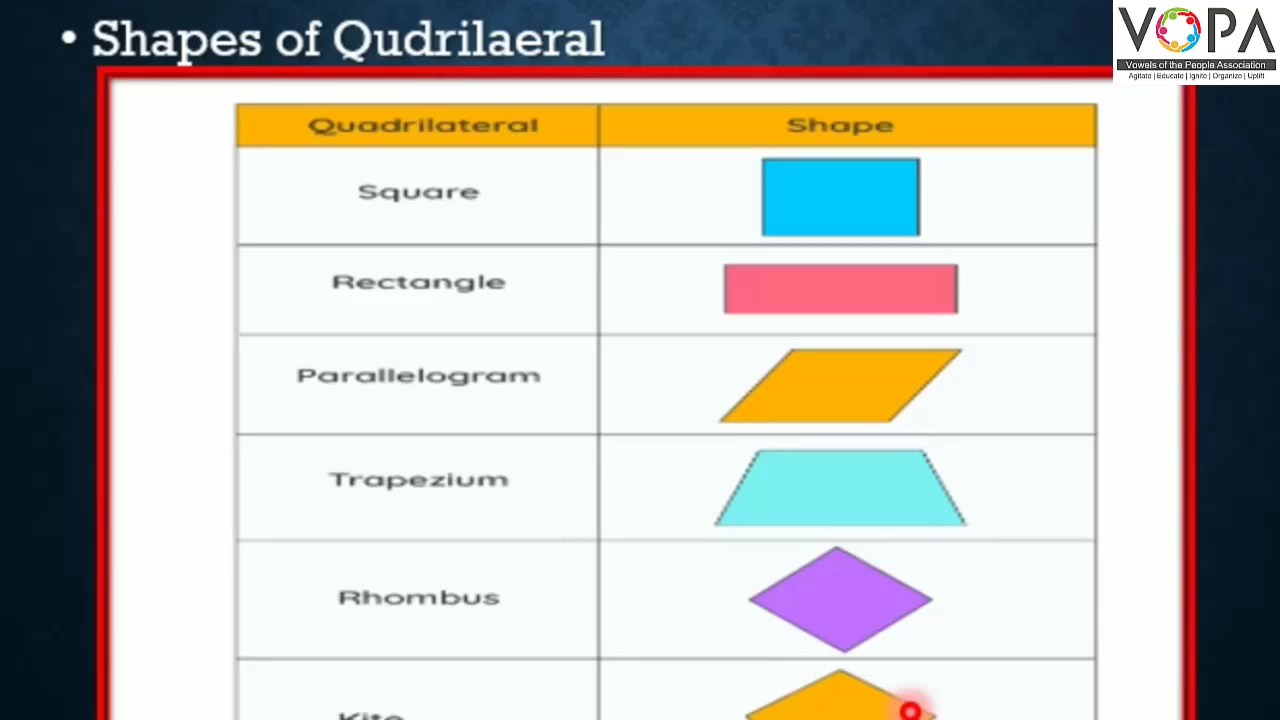 • Shapes of Qudrilaeral
VOPA
Vowels of the People Association
Agitate | Educate | Ignite | Organize | Uplift
Quadrilateral Shape
Square
Rectangle
Parallelogram
Trapezium
Rhombus
Kite